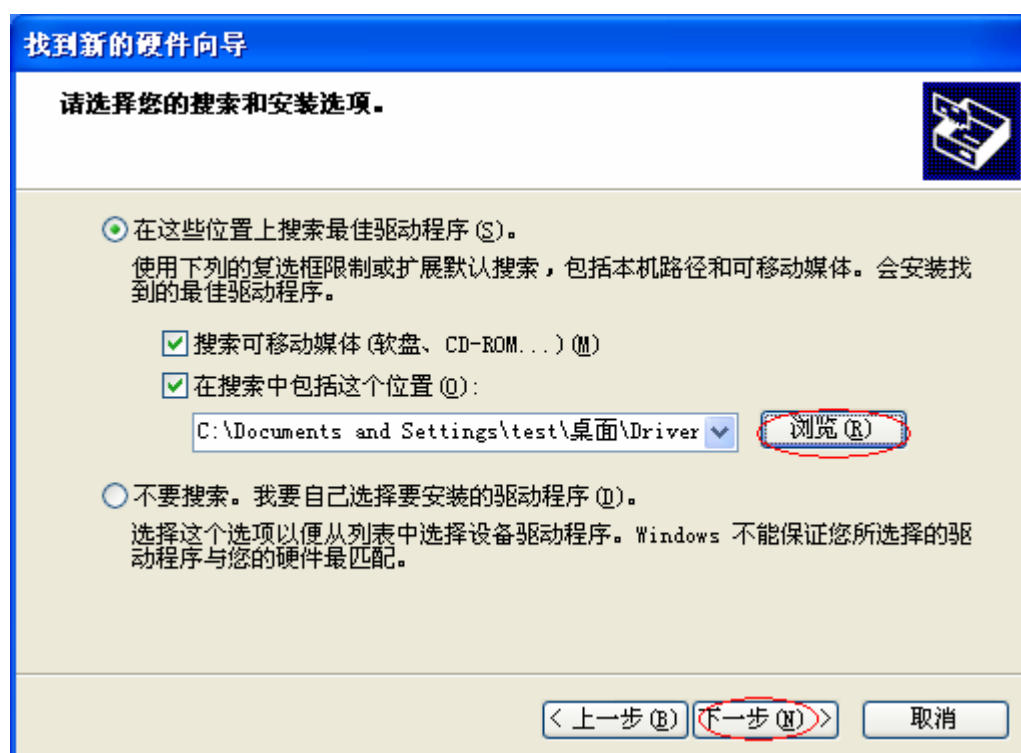 找到新的硬件向导
请选择您的搜索和安装选项。
在这些位置上搜索最佳驱动程序(S)。
使用下列的复选框限制或扩展默认搜索，包括本机路径和可移动媒体。会安装找
到的最佳驱动程序。
搜索可移动媒体(软盘、CD-ROM...)(M)
在搜索中包括这个位置(O):
C:\Documents and Settings\test\桌面\Driver 浏览(R)
不要搜索。我要自己选择要安装的驱动程序(D)。
选择这个选项以便从列表中选择设备驱动程序。Windows 不能保证您所选择的驱
动程序与您的硬件最匹配。
< 上一步(B) 下一步(N) > 取消